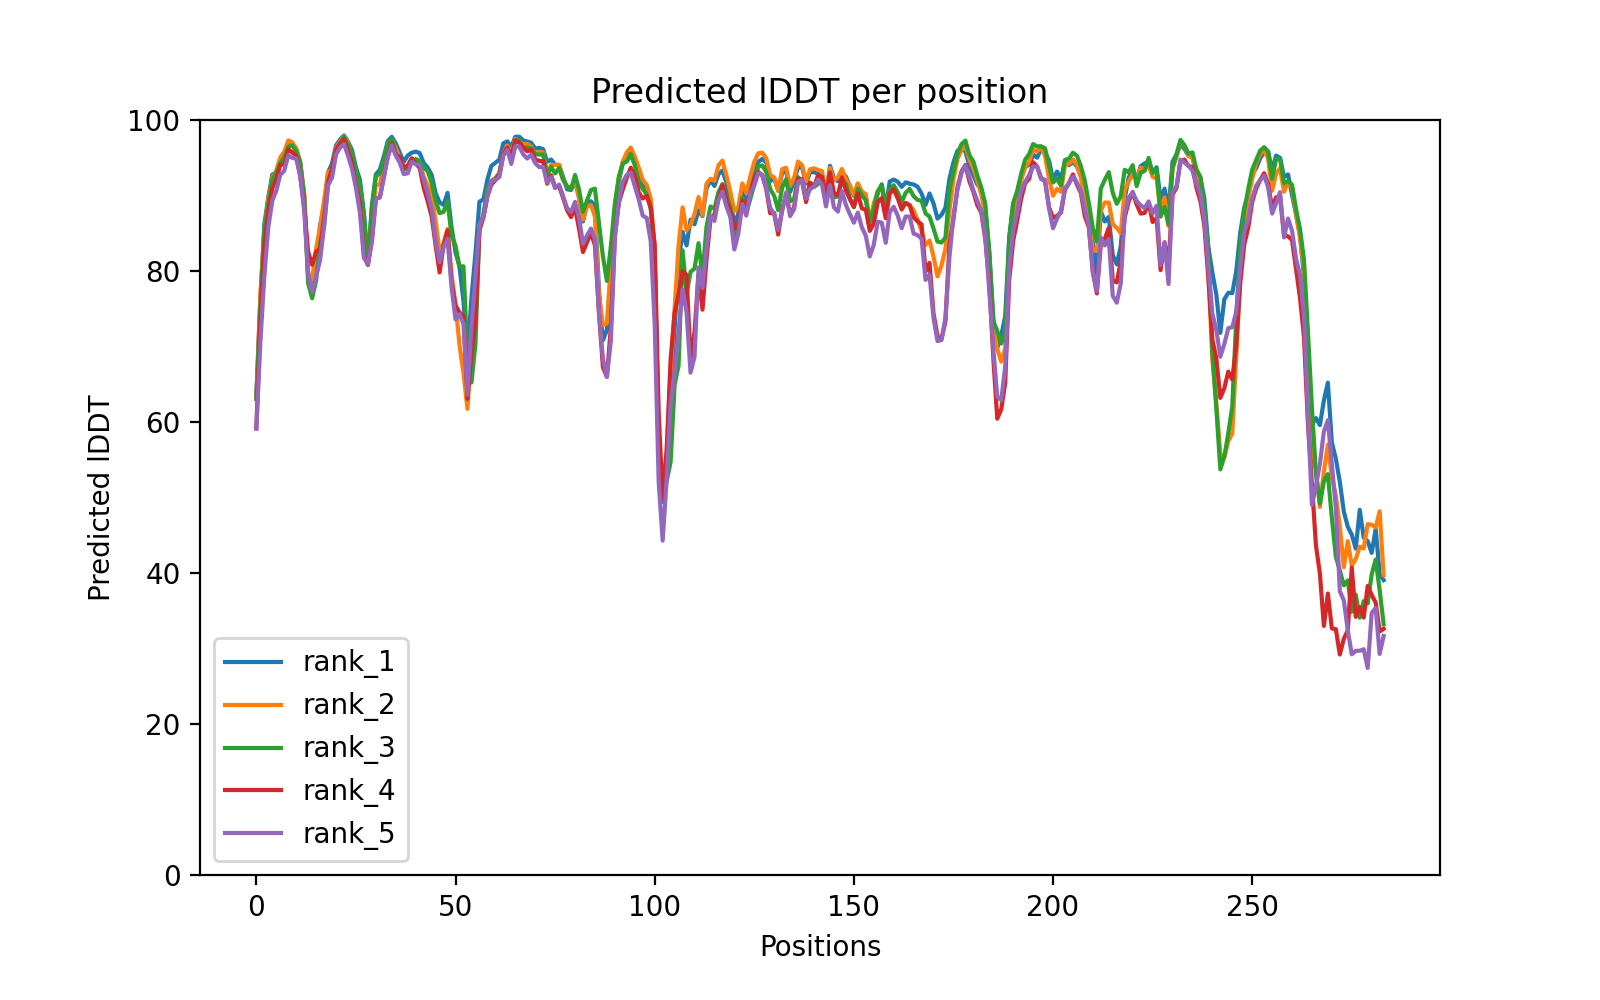 Predicted lDDT per position
100
80
60
40
20
0
Predicted lDDT
rank_1
rank_2
rank_3
rank_4
rank_5
0 50 100 150 200 250
Positions